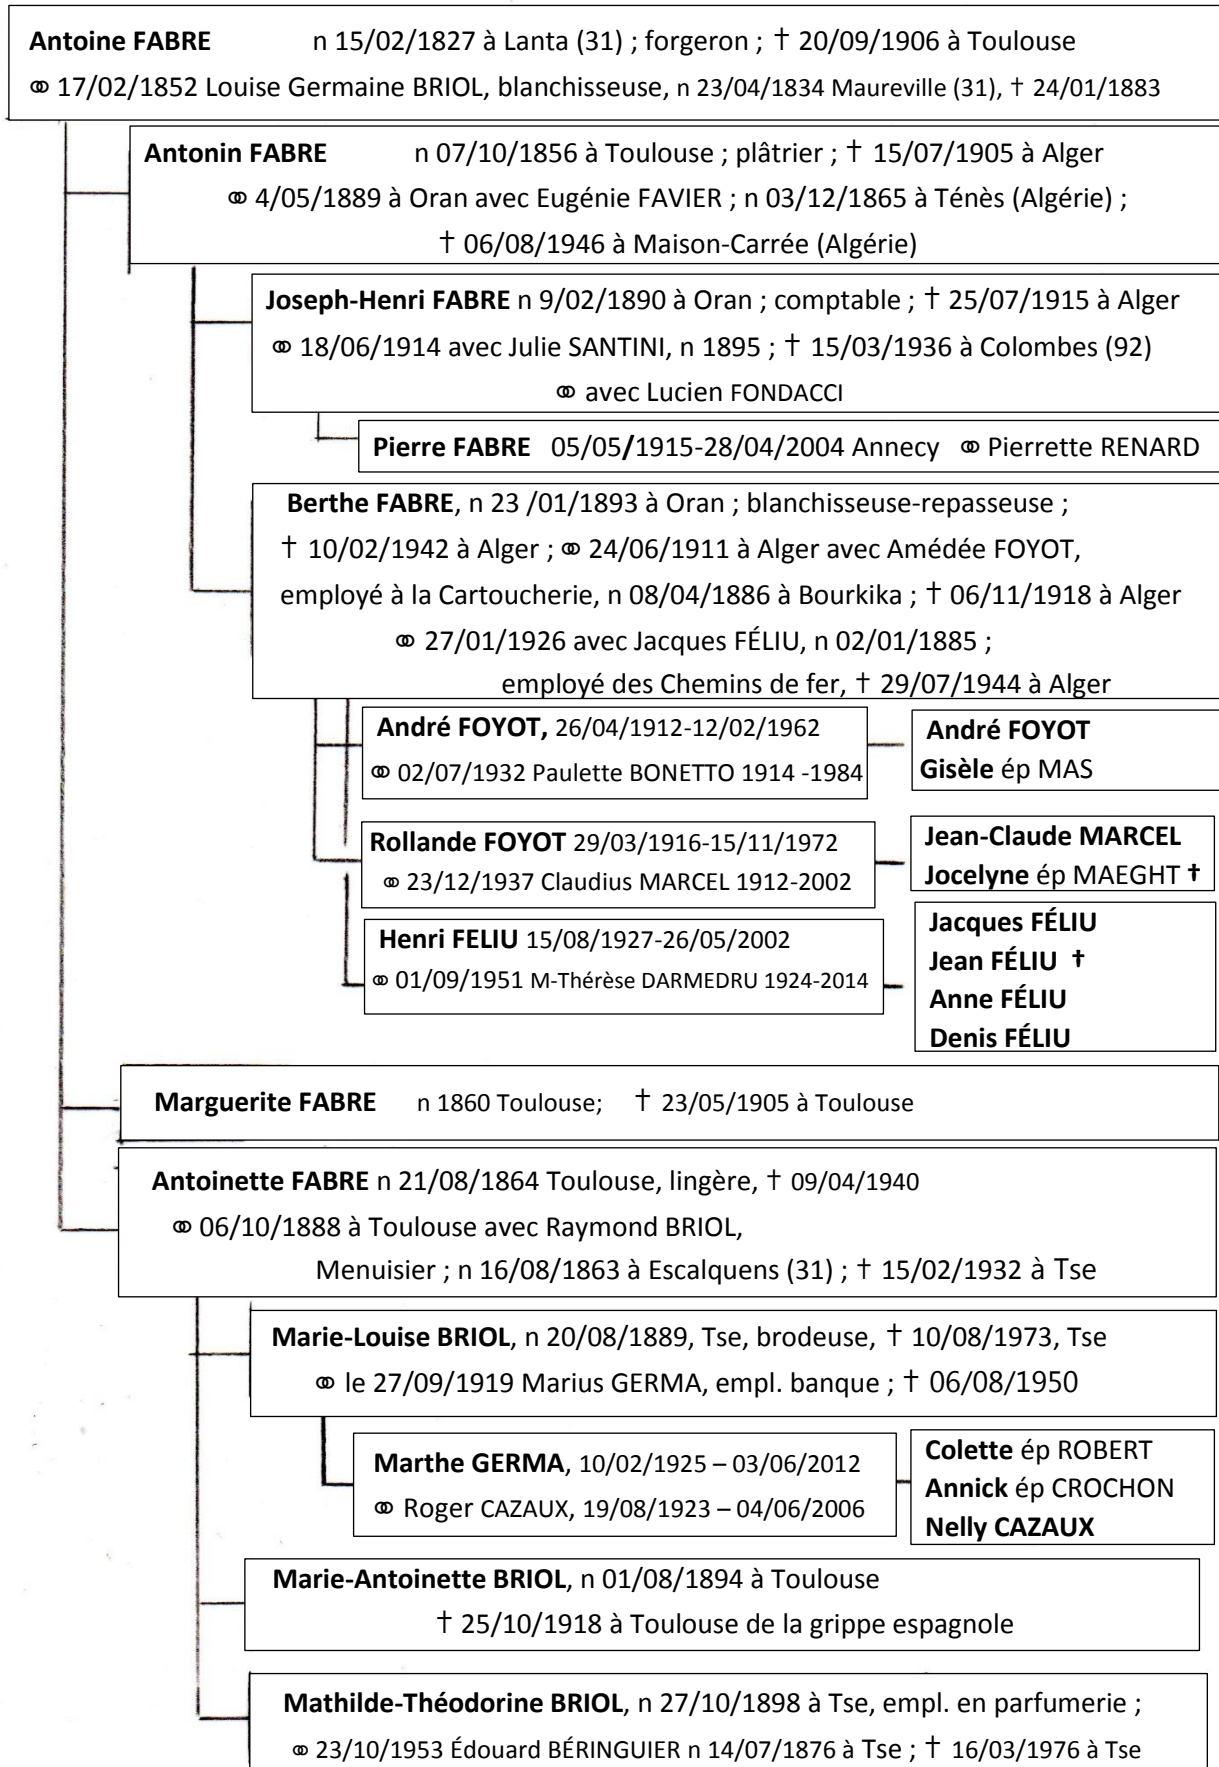 Antoine FABRE n 15/02/1827 à Lanta (31) ; forgeron ; † 20/09/1906 à Toulouse
⚭ 17/02/1852 Louise Germaine BRIOL, blanchisseuse, n 23/04/1834 Maureville (31), † 24/01/1883
Antonin FABRE n 07/10/1856 à Toulouse ; plâtrier ; † 15/07/1905 à Alger
⚭ 4/05/1889 à Oran avec Eugénie FAVIER ; n 03/12/1865 à Ténès (Algérie) ;
† 06/08/1946 à Maison-Carrée (Algérie)
Joseph-Henri FABRE n 9/02/1890 à Oran ; comptable ; † 25/07/1915 à Alger
⚭ 18/06/1914 avec Julie SANTINI, n 1895 ; † 15/03/1936 à Colombes (92)
⚭ avec Lucien FONDACCI
Pierre FABRE 05/05/1915-28/04/2004 Annecy ⚭ Pierrette RENARD
Berthe FABRE, n 23 /01/1893 à Oran ; blanchisseuse-repasseuse ;
† 10/02/1942 à Alger ; ⚭ 24/06/1911 à Alger avec Amédée FOYOT,
employé à la Cartoucherie, n 08/04/1886 à Bourkika ; † 06/11/1918 à Alger
⚭ 27/01/1926 avec Jacques FÉLIU, n 02/01/1885 ;
employé des Chemins de fer, † 29/07/1944 à Alger
André FOYOT, 26/04/1912-12/02/1962
⚭ 02/07/1932 Paulette BONETTO 1914 -1984
André FOYOT
Gisèle ép MAS
Rollande FOYOT 29/03/1916-15/11/1972
⚭ 23/12/1937 Claudius MARCEL 1912-2002
Jean-Claude MARCEL
Jocelyne ép MAEGHT †
Henri FELIU 15/08/1927-26/05/2002
⚭ 01/09/1951 M-Thérèse DARMEDRU 1924-2014
Jacques FÉLIU
Jean FÉLIU †
Anne FÉLIU
Denis FÉLIU
Marguerite FABRE n 1860 Toulouse; † 23/05/1905 à Toulouse
Antoinette FABRE n 21/08/1864 Toulouse, lingère, † 09/04/1940
⚭ 06/10/1888 à Toulouse avec Raymond BRIOL,
Menuisier ; n 16/08/1863 à Escalquens (31) ; † 15/02/1932 à Tse
Marie-Louise BRIOL, n 20/08/1889, Tse, brodeuse, † 10/08/1973, Tse
⚭ le 27/09/1919 Marius GERMA, empl. banque ; † 06/08/1950
Marthe GERMA, 10/02/1925 – 03/06/2012
⚭ Roger CAZAUX, 19/08/1923 – 04/06/2006
Colette ép ROBERT
Annick ép CROCHON
Nelly CAZAUX
Marie-Antoinette BRIOL, n 01/08/1894 à Toulouse
† 25/10/1918 à Toulouse de la grippe espagnole
Mathilde-Théodorine BRIOL, n 27/10/1898 à Tse, empl. en parfumerie ;
⚭ 23/10/1953 Édouard BÉRINGUIER n 14/07/1876 à Tse ; † 16/03/1976 à Tse